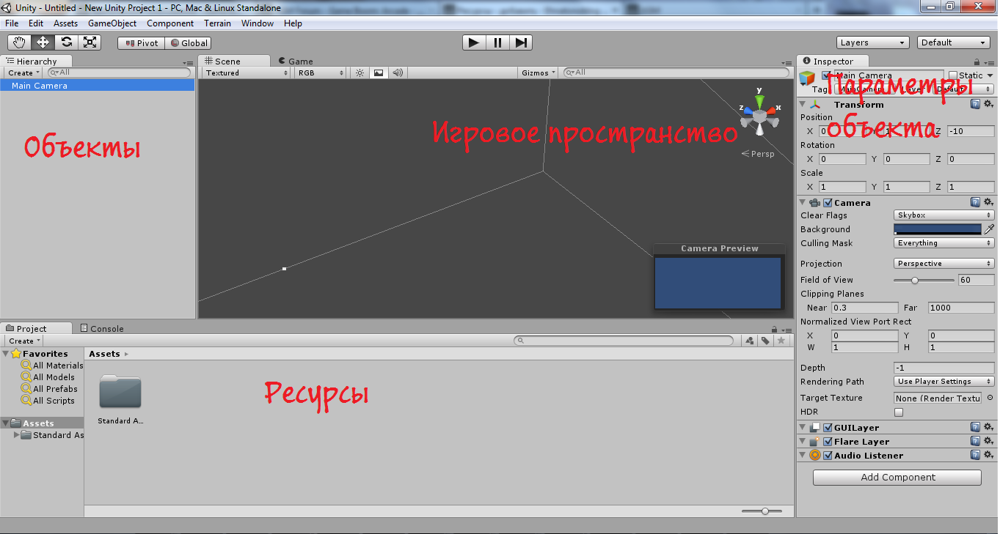 Unity - Untitled - New Unity Project 1 - PC, Mac & Linux Standalone
File Edit Assets GameObject Component Terrain Window Help
Pivot Global Layers Default
Hierarchy
Create All
Main Camera
Объекты
Scene Game
Textured RGB Gizmos All
y
z x
Persp
Игровое пространство
Camera Preview
Inspector
Main Camera Static
Tag MainCamera Layer Default
Параметры
объекта
Transform
Position
X 0 Y 1 Z -10
Rotation
X 0 Y 0 Z 0
Scale
X 1 Y 1 Z 1
Camera
Clear Flags Skybox
Background
Culling Mask Everything
Projection Perspective
Field of View 60
Clipping Planes
Near 0.3 Far 1000
Normalized View Port Rect
X 0 Y 0
W 1 H 1
Depth -1
Rendering Path Use Player Settings
Target Texture None (Render Textu
HDR
GUILayer
Flare Layer
Audio Listener
Add Component
Project Console
Create
Favorites
All Materials
All Models
All Prefabs
All Scripts
Assets
Standard As
Assets
Standard A...
Ресурсы